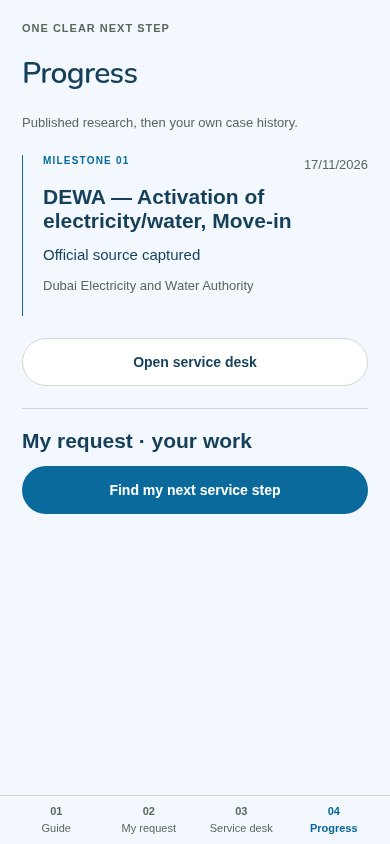 ONE CLEAR NEXT STEP
Progress
Published research, then your own case history.
MILESTONE 01
17/11/2026
DEWA — Activation of
electricity/water, Move-in
Official source captured
Dubai Electricity and Water Authority
Open service desk
My request · your work
Find my next service step
01
Guide
02
My request
03
Service desk
04
Progress